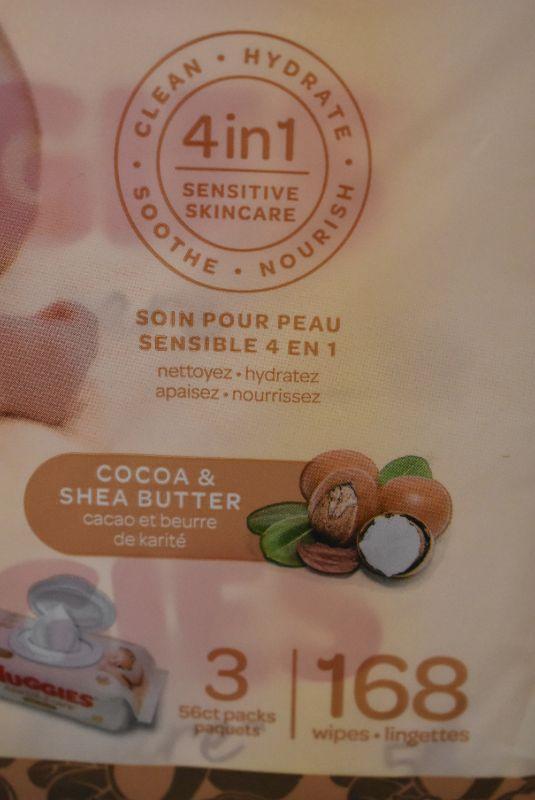 CLEAN • HYDRATE • NOURISH • SOOTHE •
4in1
SENSITIVE
SKINCARE
SOIN POUR PEAU
SENSIBLE 4 EN 1
nettoyez • hydratez
apaisez • nourrissez
COCOA &
SHEA BUTTER
cacao et beurre
de karité
HUGGIES
3
56ct packs
paquets
168
wipes • lingettes